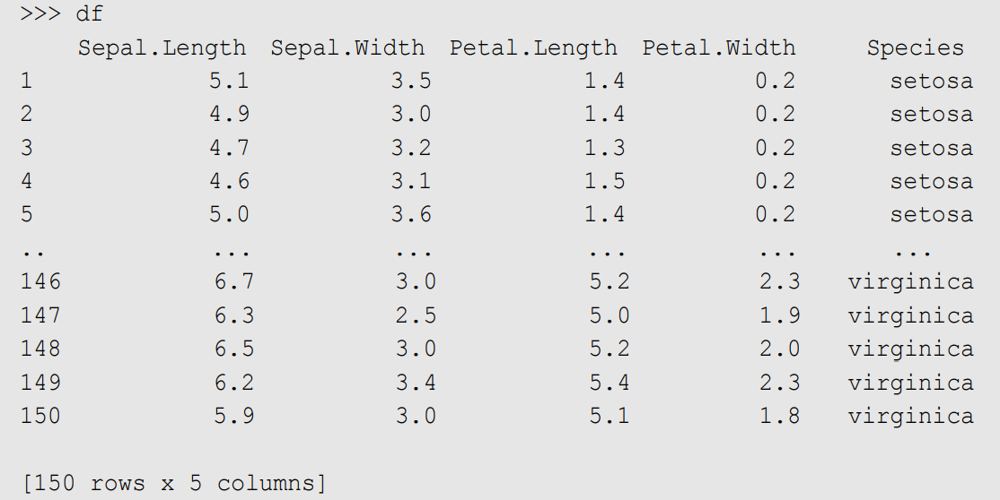 >>> df
Sepal.Length Sepal.Width Petal.Length Petal.Width Species
1 5.1 3.5 1.4 0.2 setosa
2 4.9 3.0 1.4 0.2 setosa
3 4.7 3.2 1.3 0.2 setosa
4 4.6 3.1 1.5 0.2 setosa
5 5.0 3.6 1.4 0.2 setosa
.. ... ... ... ... ...
146 6.7 3.0 5.2 2.3 virginica
147 6.3 2.5 5.0 1.9 virginica
148 6.5 3.0 5.2 2.0 virginica
149 6.2 3.4 5.4 2.3 virginica
150 5.9 3.0 5.1 1.8 virginica
[150 rows x 5 columns]